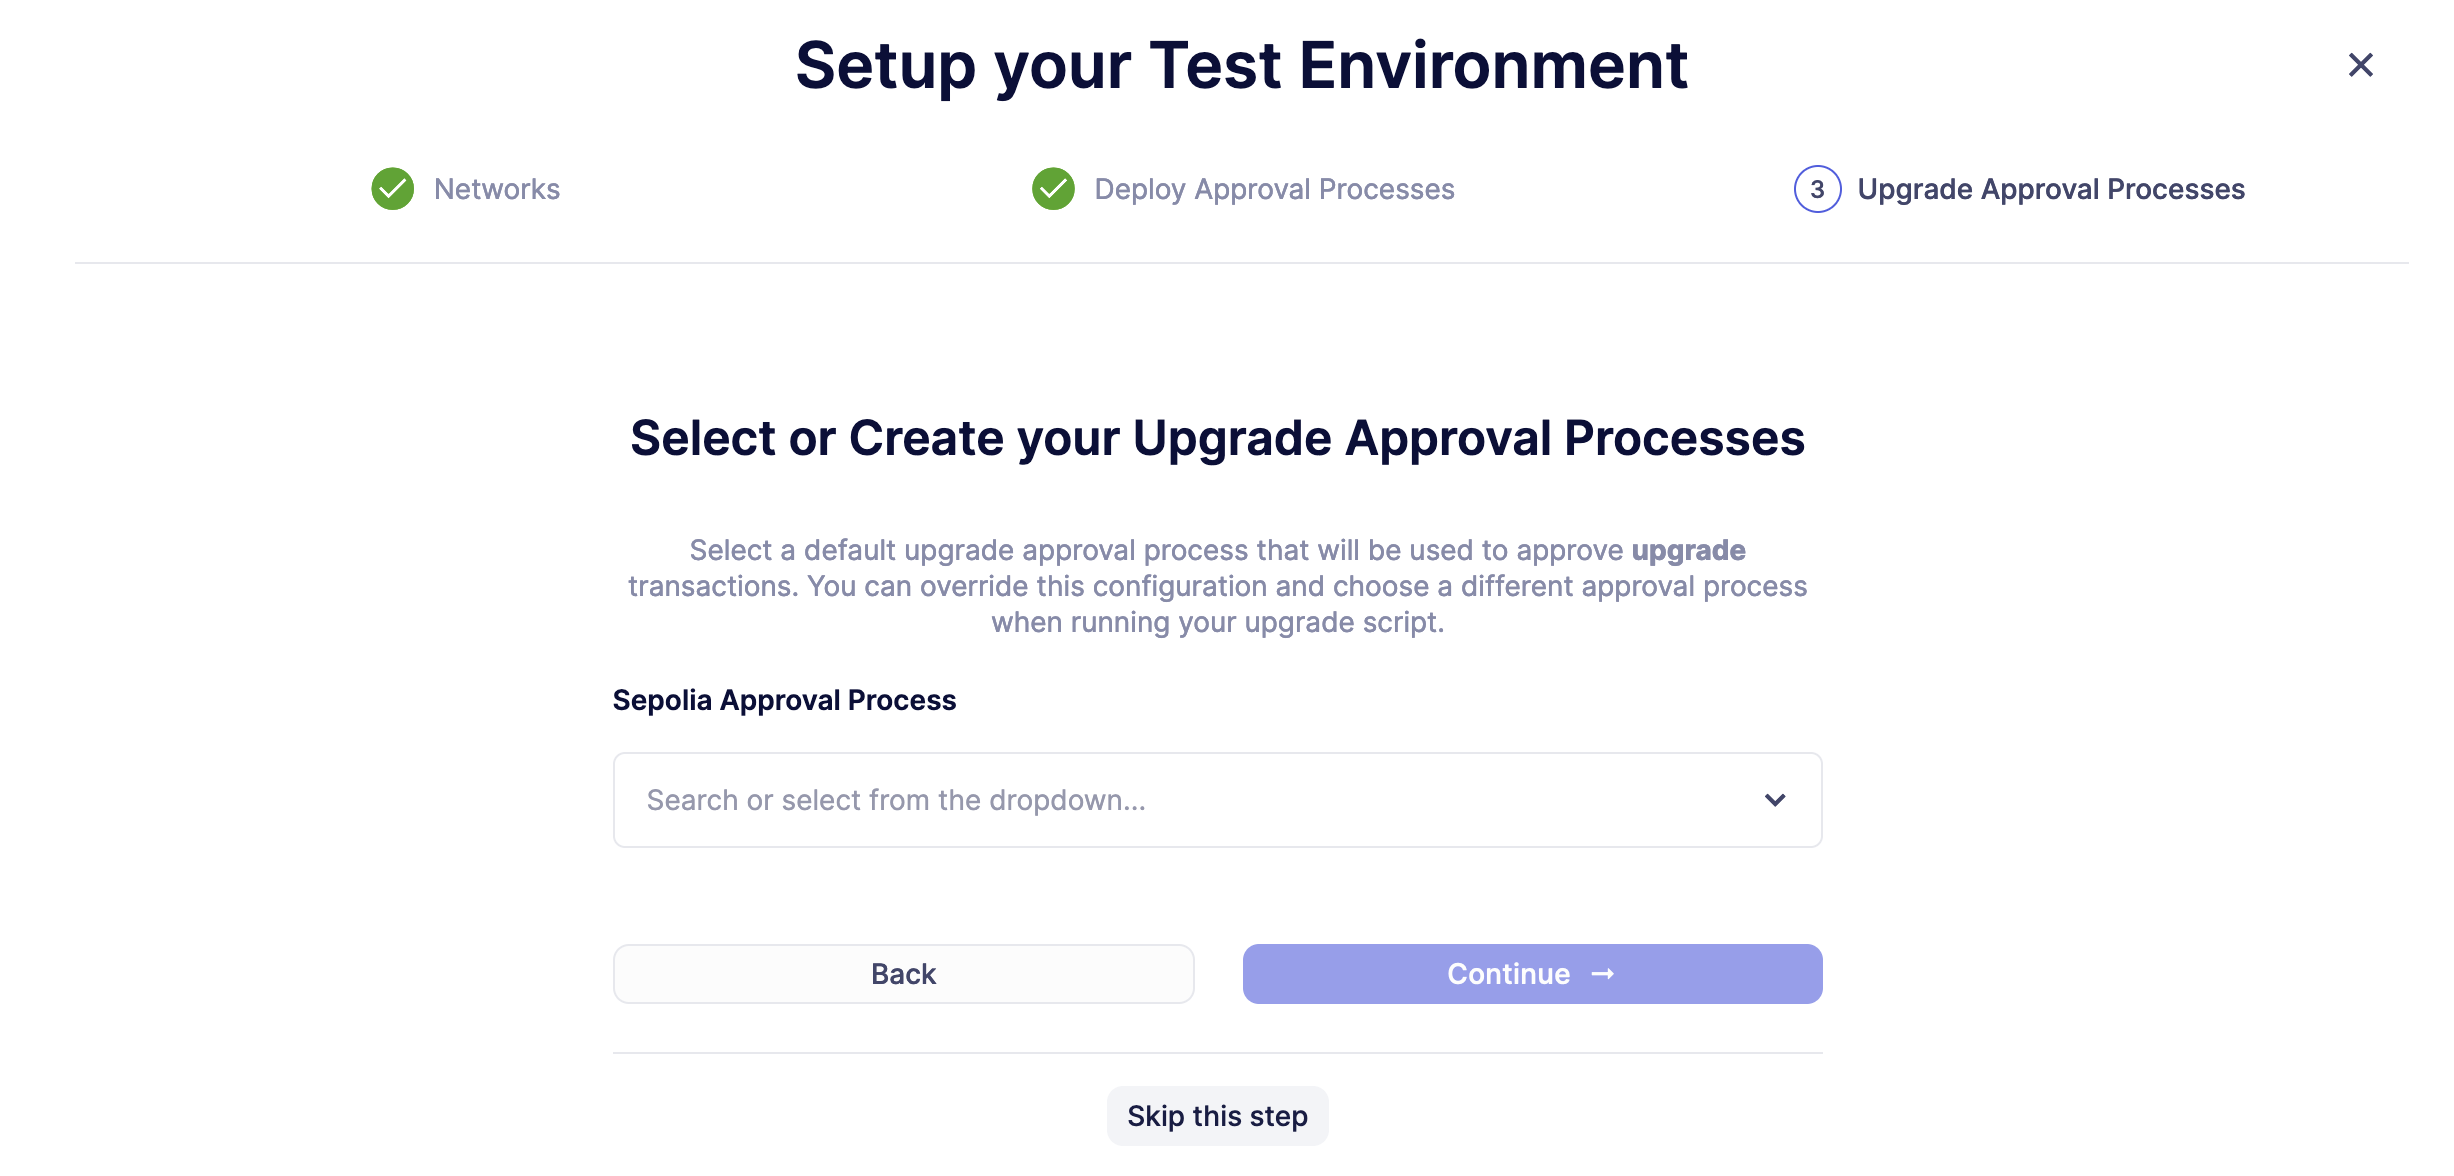 Setup your Test Environment
Networks
Deploy Approval Processes
3 Upgrade Approval Processes
Select or Create your Upgrade Approval Processes
Select a default upgrade approval process that will be used to approve upgrade
transactions. You can override this configuration and choose a different approval process
when running your upgrade script.
Sepolia Approval Process
Search or select from the dropdown...
Back
Continue →
Skip this step